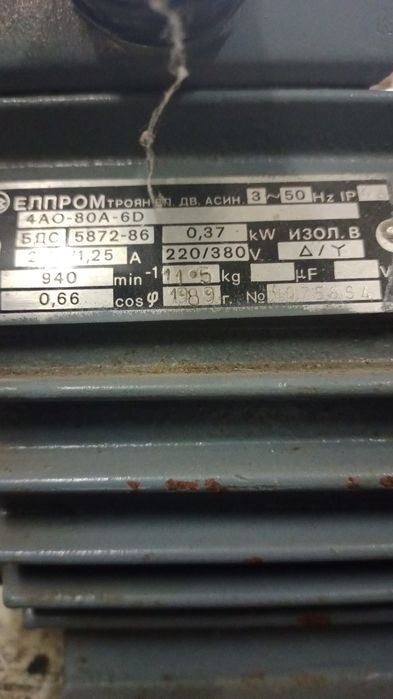 ЕЛПРОМ ТРОЯН ЕЛ. ДВ. АСИН. 3~50 Hz IP
4АО-80А-6D
БДС 5872-86 0,37 kW ИЗОЛ. В
1,25 A 220/380 V Δ/Y
940 min⁻¹ kg μF V
0,66 cosφ 1989 г. №